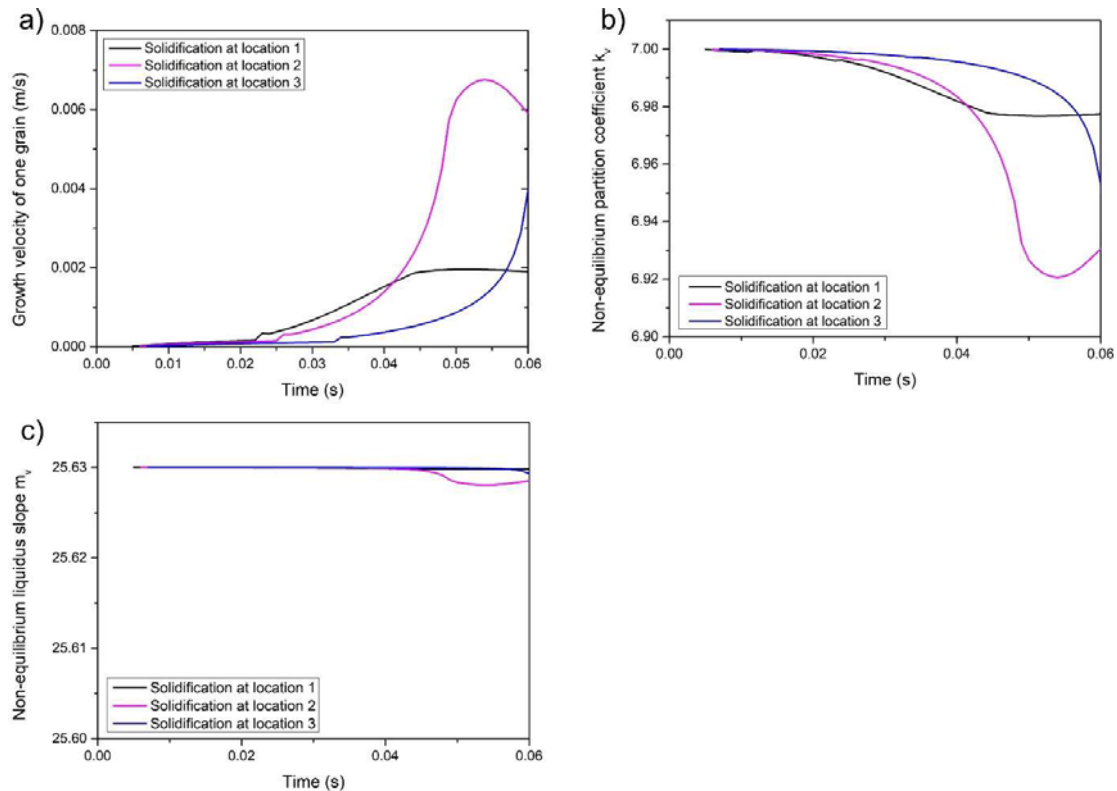 a)
0.008
0.006
0.004
0.002
0.000
Growth velocity of one grain (m/s)
Solidification at location 1
Solidification at location 2
Solidification at location 3
0.00 0.01 0.02 0.03 0.04 0.05 0.06
Time (s)
b)
7.00
6.98
6.96
6.94
6.92
6.90
Non-equilibrium partition coefficient kv
Solidification at location 1
Solidification at location 2
Solidification at location 3
0.00 0.02 0.04 0.06
Time (s)
c)
25.63
25.62
25.61
25.60
Non-equilibrium liquidus slope mv
Solidification at location 1
Solidification at location 2
Solidification at location 3
0.00 0.02 0.04 0.06
Time (s)